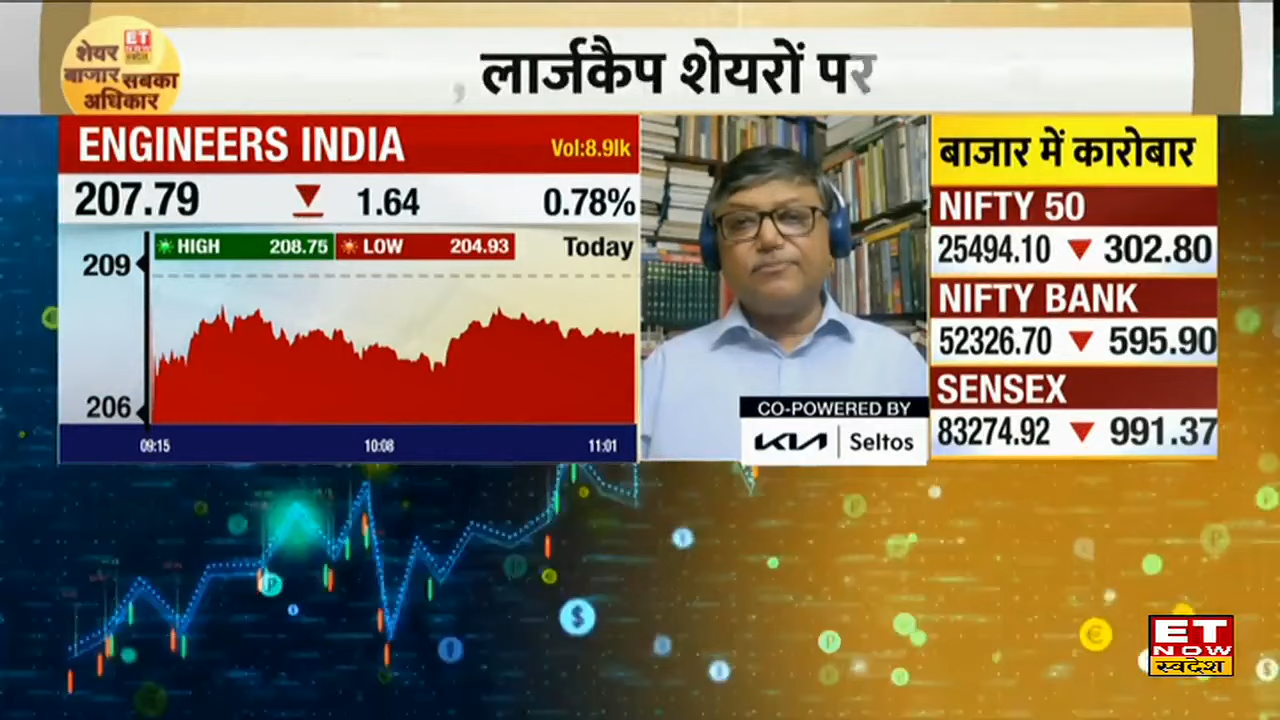 शेयर
ET
NOW
स्वदेश
बाजार सबका
अधिकार
, लार्जकैप शेयरों पर
ENGINEERS INDIA
Vol:8.9lk
207.79 ▼ 1.64 0.78%
HIGH 208.75 LOW 204.93 Today
209
206
09:15 10:08 11:01
CO-POWERED BY
KIA | Seltos
बाजार में कारोबार
NIFTY 50
25494.10 ▼ 302.80
NIFTY BANK
52326.70 ▼ 595.90
SENSEX
83274.92 ▼ 991.37
ET
NOW
स्वदेश